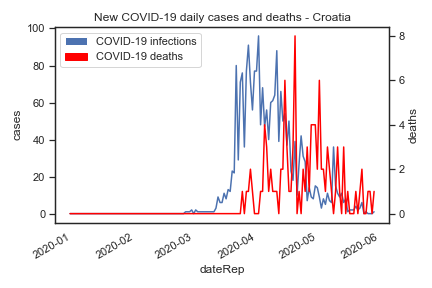 New COVID-19 daily cases and deaths - Croatia
COVID-19 infections
COVID-19 deaths
100
80
60
40
20
0
cases
8
6
4
2
0
deaths
2020-01
2020-02
2020-03
2020-04
2020-05
2020-06
dateRep